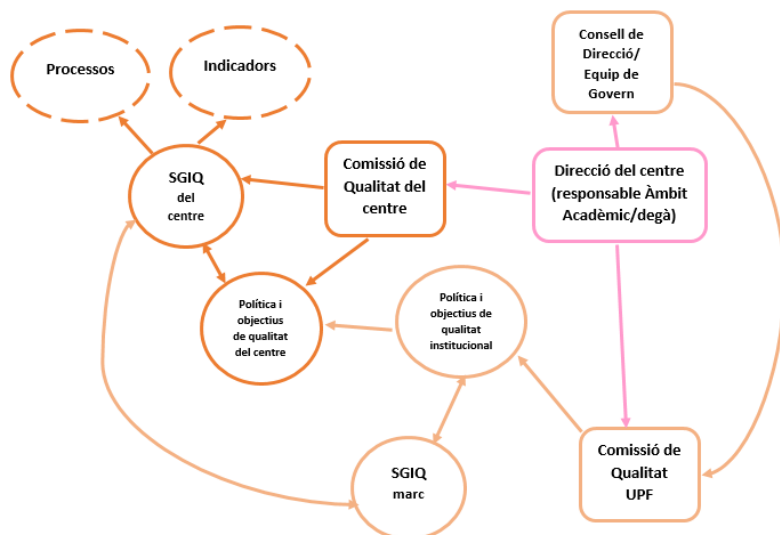 Processos
Indicadors
Consell de
Direcció/
Equip de
Govern
SGIQ
del
centre
Comissió de
Qualitat del
centre
Direcció del centre
(responsable Àmbit
Acadèmic/degà)
Política i
objectius
de qualitat
del centre
Política i
objectius de
qualitat
institucional
SGIQ
marc
Comissió de
Qualitat
UPF